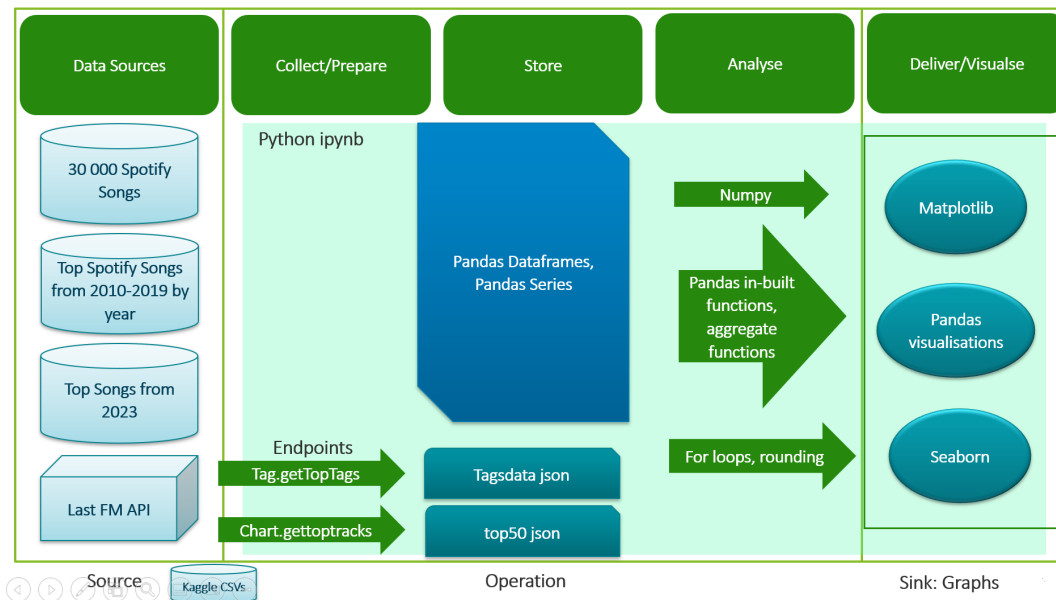 Data Sources
Collect/Prepare
Store
Analyse
Deliver/Visualse
30 000 Spotify
Songs
Top Spotify Songs
from 2010-2019 by
year
Top Songs from
2023
Last FM API
Python ipynb
Endpoints
Tag.getTopTags
Chart.gettoptracks
Pandas Dataframes,
Pandas Series
Tagsdata json
top50 json
Numpy
Pandas in-built
functions,
aggregate
functions
For loops, rounding
Matplotlib
Pandas
visualisations
Seaborn
Source
Kaggle CSVs
Operation
Sink: Graphs